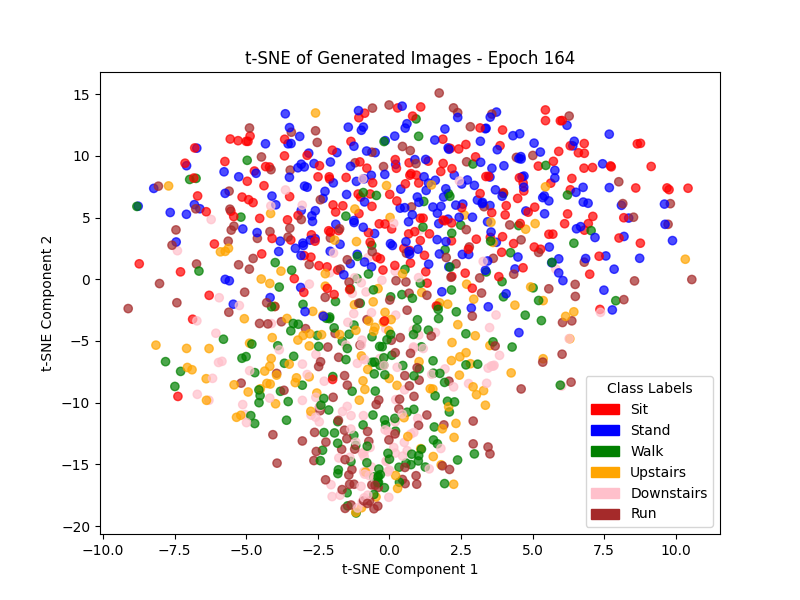 t-SNE of Generated Images - Epoch 164
t-SNE Component 2
15
10
5
0
−5
−10
−15
−20
Class Labels
Sit
Stand
Walk
Upstairs
Downstairs
Run
−10.0 −7.5 −5.0 −2.5 0.0 2.5 5.0 7.5 10.0
t-SNE Component 1